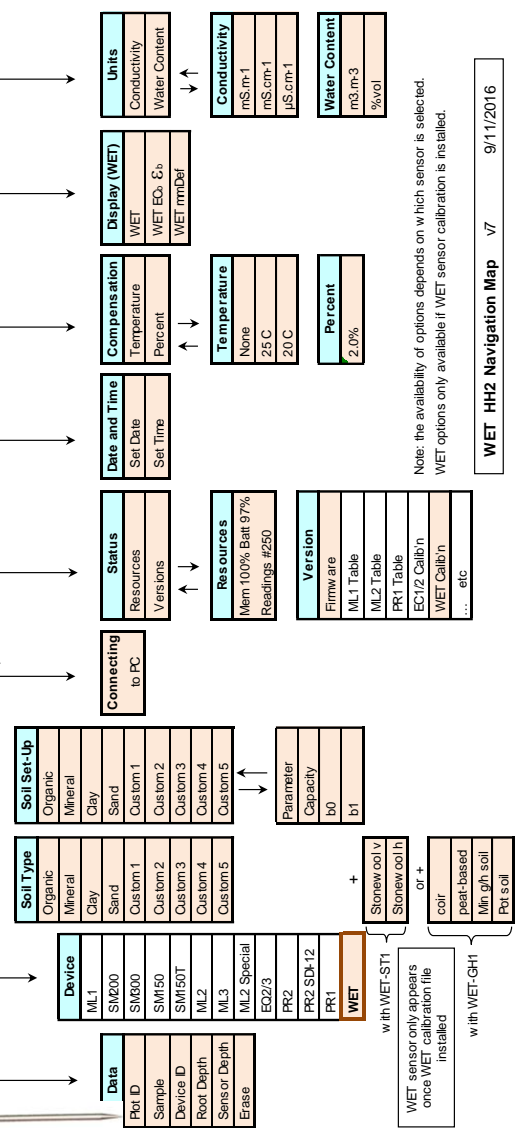 Data
Plot ID
Sample
Device ID
Root Depth
Sensor Depth
Erase
Device
ML1
SM200
SM300
SM150
SM150T
ML2
ML3
ML2 Special
EQ2/3
PR2
PR2 SDI-12
PR1
WET
WET sensor only appears
once WET calibration file
installed
Soil Type
Organic
Mineral
Clay
Sand
Custom 1
Custom 2
Custom 3
Custom 4
Custom 5
+
Stonewool v
Stonewool h
with WET-ST1
or +
coir
peat-based
Min g/h soil
Pot soil
with WET-GH1
Soil Set-Up
Organic
Mineral
Clay
Sand
Custom 1
Custom 2
Custom 3
Custom 4
Custom 5
Parameter
Capacity
b0
b1
Connecting
to PC
Status
Resources
Versions
Resources
Mem 100% Batt 97%
Readings #250
Version
Firmware
ML1 Table
ML2 Table
PR1 Table
EC1/2 Calib'n
WET Calib'n
... etc
Date and Time
Set Date
Set Time
Compensation
Temperature
Percent
Temperature
None
25 C
20 C
Percent
2.0%
Display (WET)
WET
WET ECb εb
WET mmDef
Units
Conductivity
Water Content
Conductivity
mS.m-1
mS.cm-1
µS.cm-1
Water Content
m3.m-3
%vol
Note: the availability of options depends on which sensor is selected.
WET options only available if WET sensor calibration is installed.
WET HH2 Navigation Map v7 9/11/2016